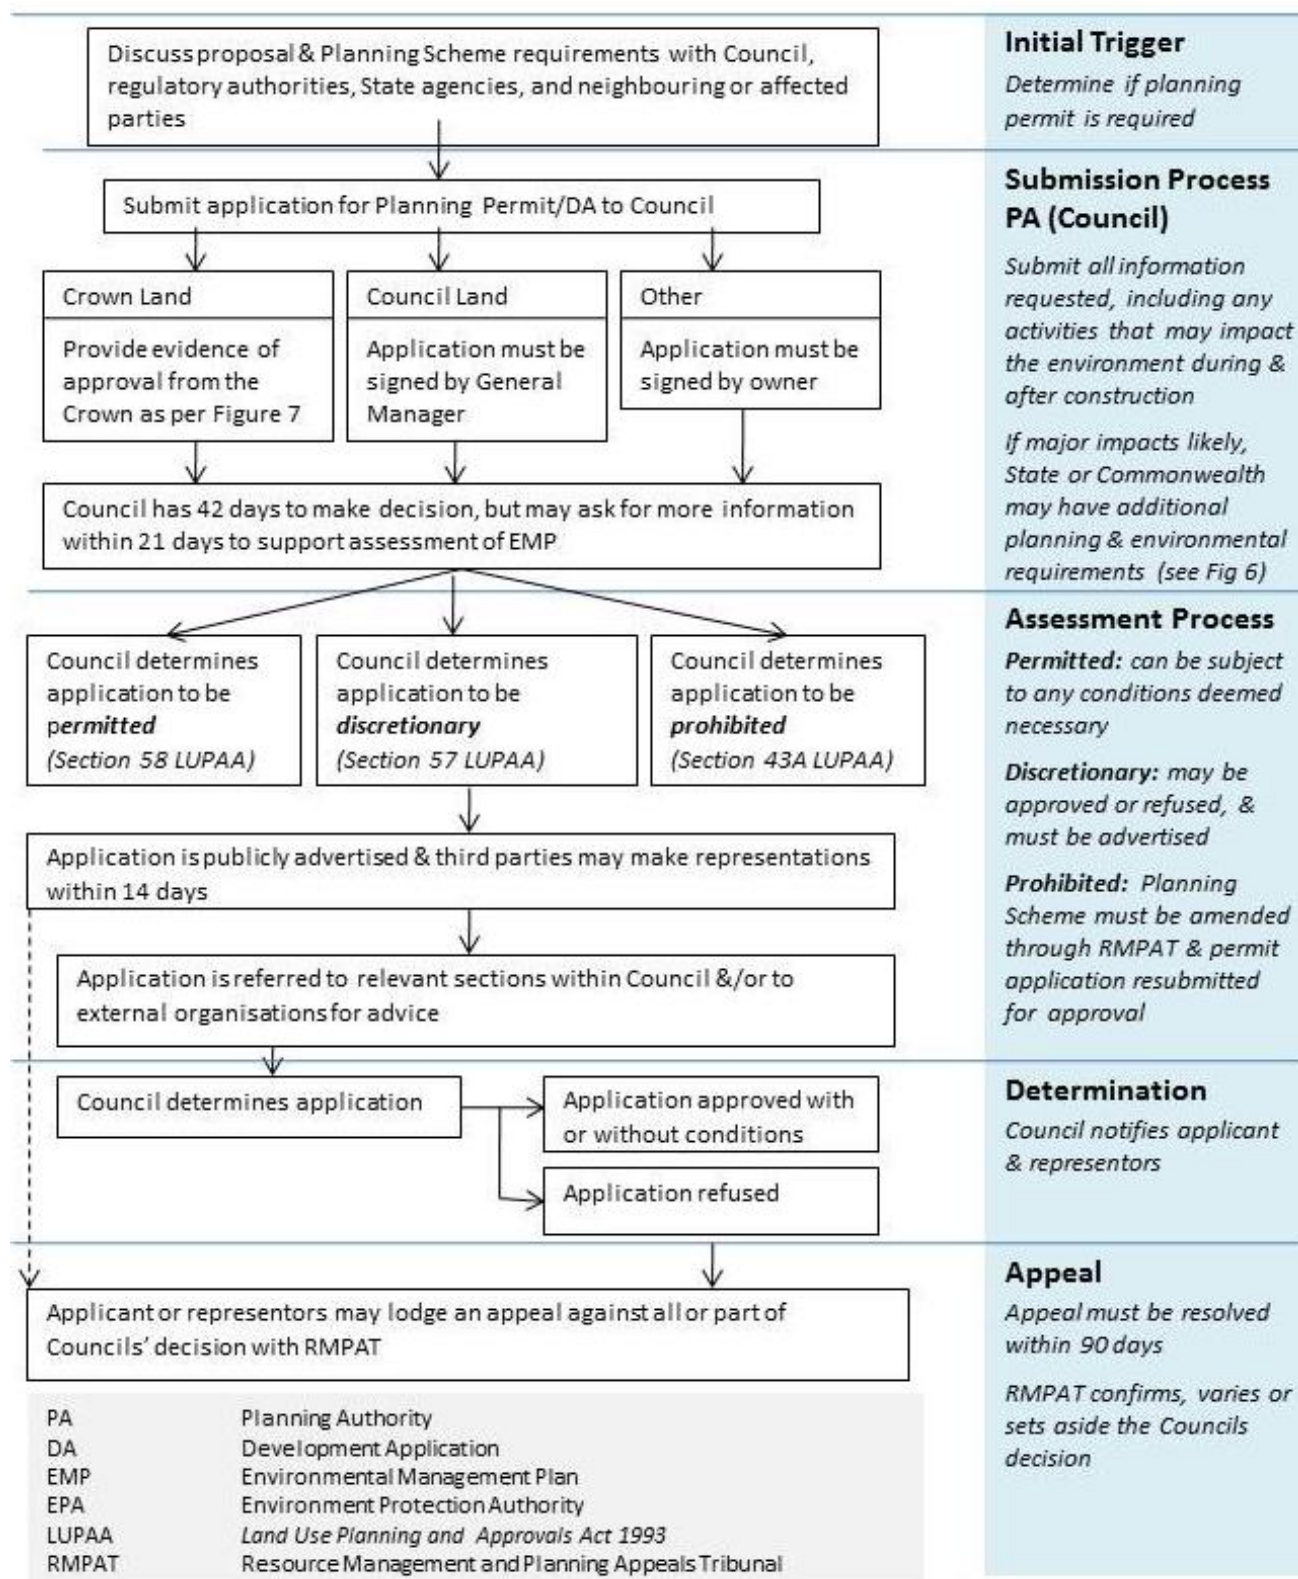 Discuss proposal & Planning Scheme requirements with Council,
regulatory authorities, State agencies, and neighbouring or affected
parties
Initial Trigger
Determine if planning
permit is required
Submit application for Planning Permit/DA to Council
Crown Land
Provide evidence of
approval from the
Crown as per Figure 7
Council Land
Application must be
signed by General
Manager
Other
Application must be
signed by owner
Council has 42 days to make decision, but may ask for more information
within 21 days to support assessment of EMP
Submission Process
PA (Council)
Submit all information
requested, including any
activities that may impact
the environment during &
after construction
If major impacts likely,
State or Commonwealth
may have additional
planning & environmental
requirements (see Fig 6)
Council determines
application to be
permitted
(Section 58 LUPAA)
Council determines
application to be
discretionary
(Section 57 LUPAA)
Council determines
application to be
prohibited
(Section 43A LUPAA)
Application is publicly advertised & third parties may make representations
within 14 days
Application is referred to relevant sections within Council &/or to
external organisations for advice
Assessment Process
Permitted: can be subject
to any conditions deemed
necessary
Discretionary: may be
approved or refused, &
must be advertised
Prohibited: Planning
Scheme must be amended
through RMPAT & permit
application resubmitted
for approval
Council determines application
Application approved with
or without conditions
Application refused
Determination
Council notifies applicant
& representors
Applicant or representors may lodge an appeal against all or part of
Councils’ decision with RMPAT
Appeal
Appeal must be resolved
within 90 days
RMPAT confirms, varies or
sets aside the Councils
decision
PA Planning Authority
DA Development Application
EMP Environmental Management Plan
EPA Environment Protection Authority
LUPAA Land Use Planning and Approvals Act 1993
RMPAT Resource Management and Planning Appeals Tribunal